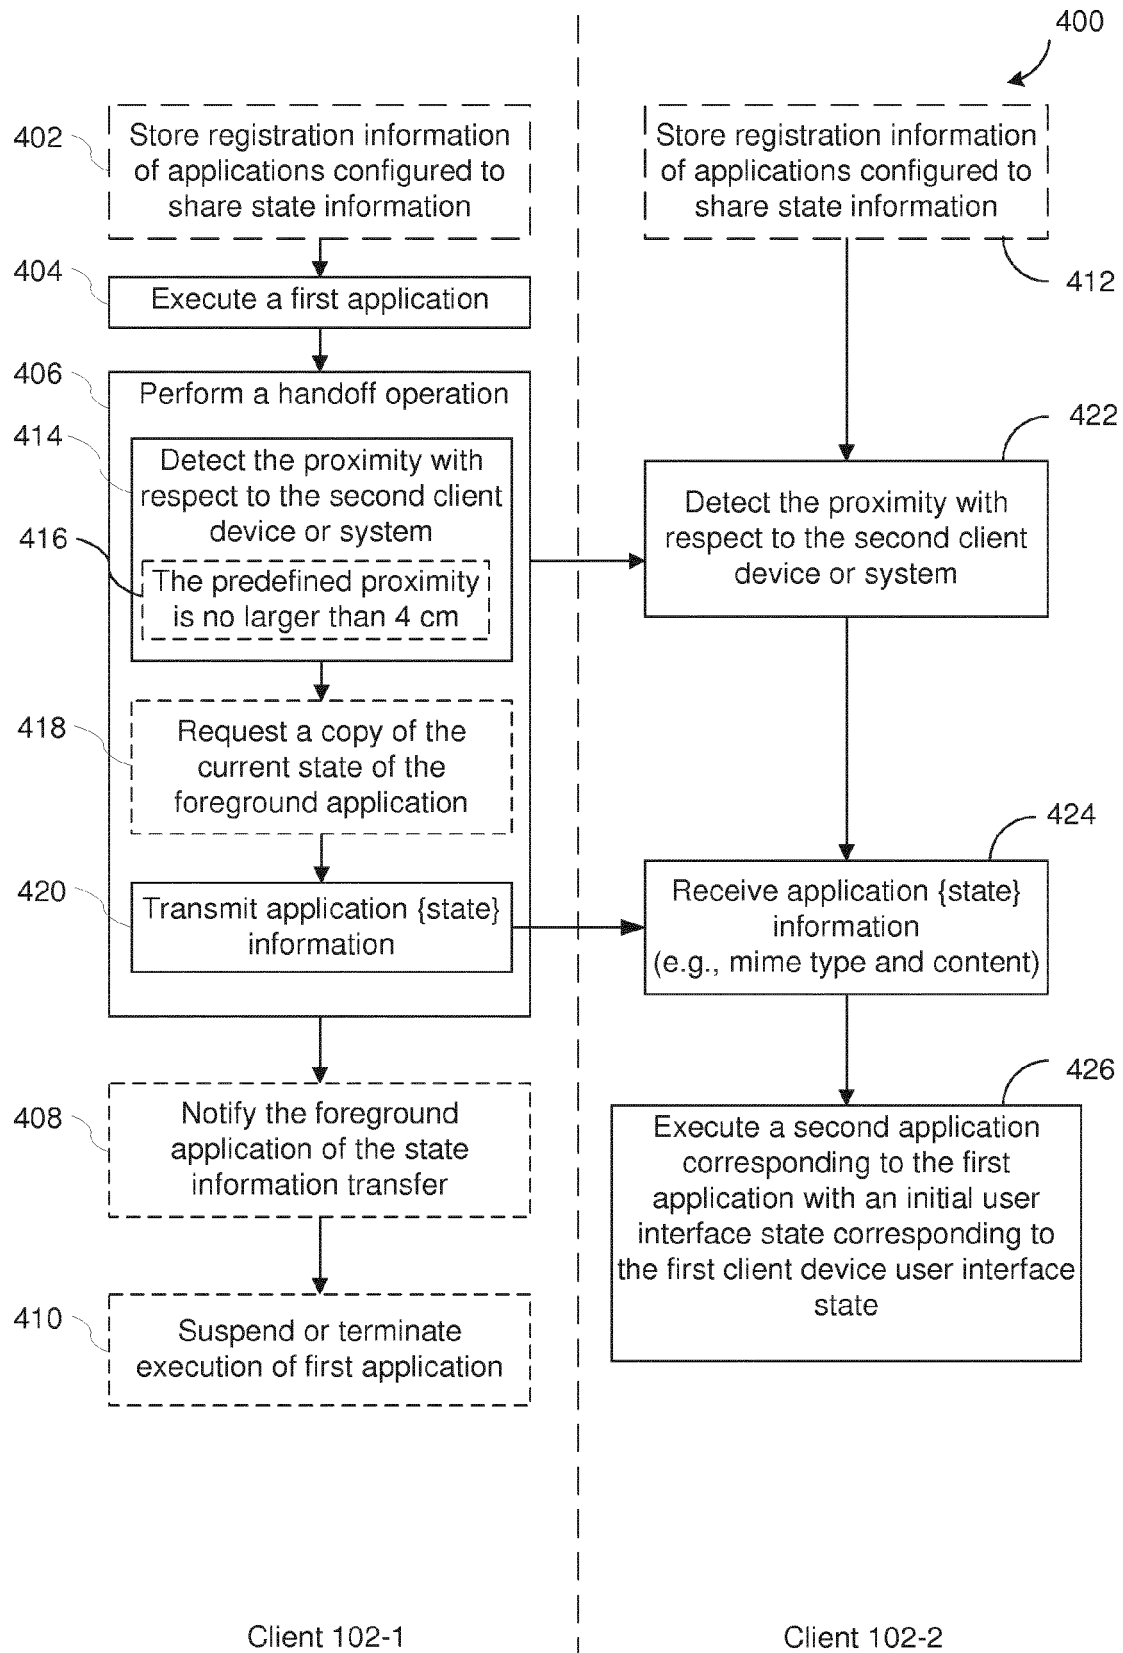 400
402
Store registration information
of applications configured to
share state information
404
Execute a first application
406
Perform a handoff operation
414
Detect the proximity with
respect to the second client
device or system
416
The predefined proximity
is no larger than 4 cm
418
Request a copy of the
current state of the
foreground application
420
Transmit application {state}
information
408
Notify the foreground
application of the state
information transfer
410
Suspend or terminate
execution of first application
Client 102-1
Store registration information
of applications configured to
share state information
412
422
Detect the proximity with
respect to the second client
device or system
424
Receive application {state}
information
(e.g., mime type and content)
426
Execute a second application
corresponding to the first
application with an initial user
interface state corresponding to
the first client device user interface
state
Client 102-2